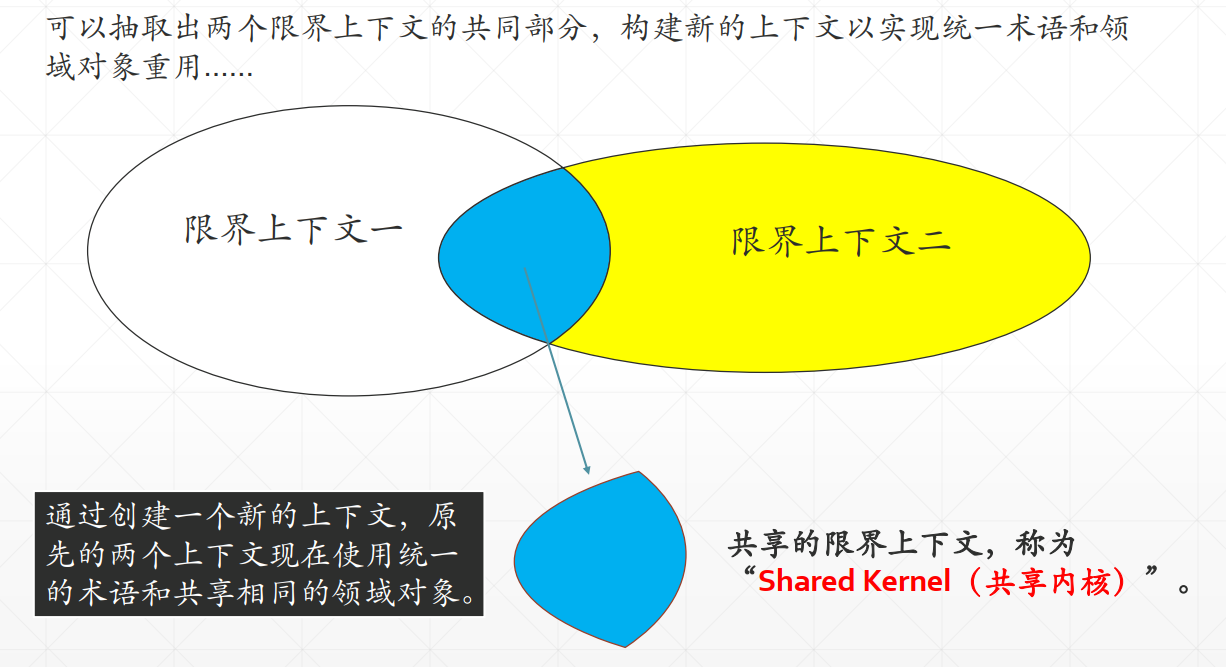 可以抽取出两个限界上下文的共同部分，构建新的上下文以实现统一术语和领
域对象重用......
限界上下文一
限界上下文二
通过创建一个新的上下文，原
先的两个上下文现在使用统一
的术语和共享相同的领域对象。
共享的限界上下文，称为
“Shared Kernel（共享内核）”。